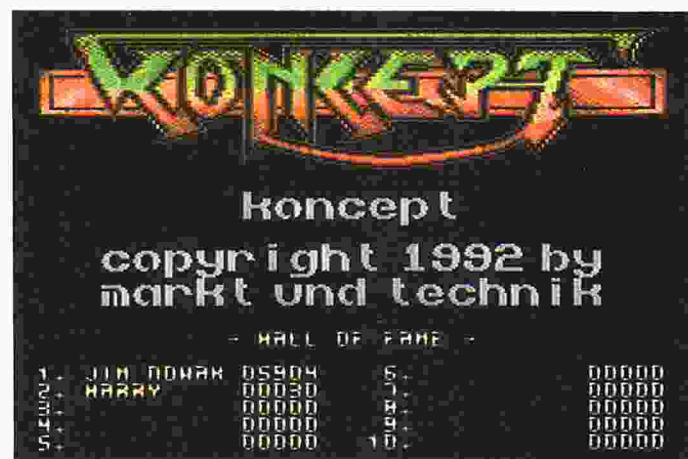 KONCEPT
koncept
copyright 1992 by
markt und technik
- HALL OF FAME -
1. JIM NOWAK 05904 6. 00000
2. HARRY 00030 7. 00000
3. 00000 8. 00000
4. 00000 9. 00000
5. 00000 10. 00000